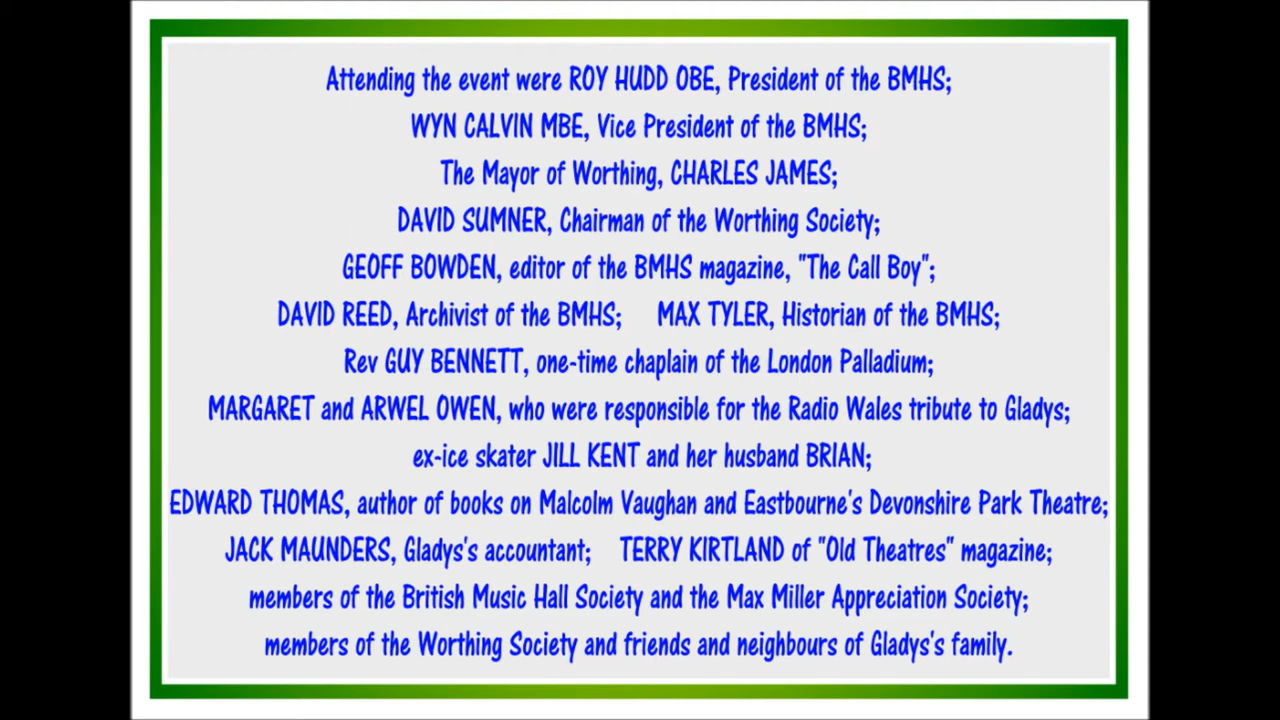 Attending the event were ROY HUDD OBE, President of the BMHS;
WYN CALVIN MBE, Vice President of the BMHS;
The Mayor of Worthing, CHARLES JAMES;
DAVID SUMNER, Chairman of the Worthing Society;
GEOFF BOWDEN, editor of the BMHS magazine, "The Call Boy";
DAVID REED, Archivist of the BMHS; MAX TYLER, Historian of the BMHS;
Rev GUY BENNETT, one-time chaplain of the London Palladium;
MARGARET and ARWEL OWEN, who were responsible for the Radio Wales tribute to Gladys;
ex-ice skater JILL KENT and her husband BRIAN;
EDWARD THOMAS, author of books on Malcolm Vaughan and Eastbourne's Devonshire Park Theatre;
JACK MAUNDERS, Gladys's accountant; TERRY KIRTLAND of "Old Theatres" magazine;
members of the British Music Hall Society and the Max Miller Appreciation Society;
members of the Worthing Society and friends and neighbours of Gladys's family.